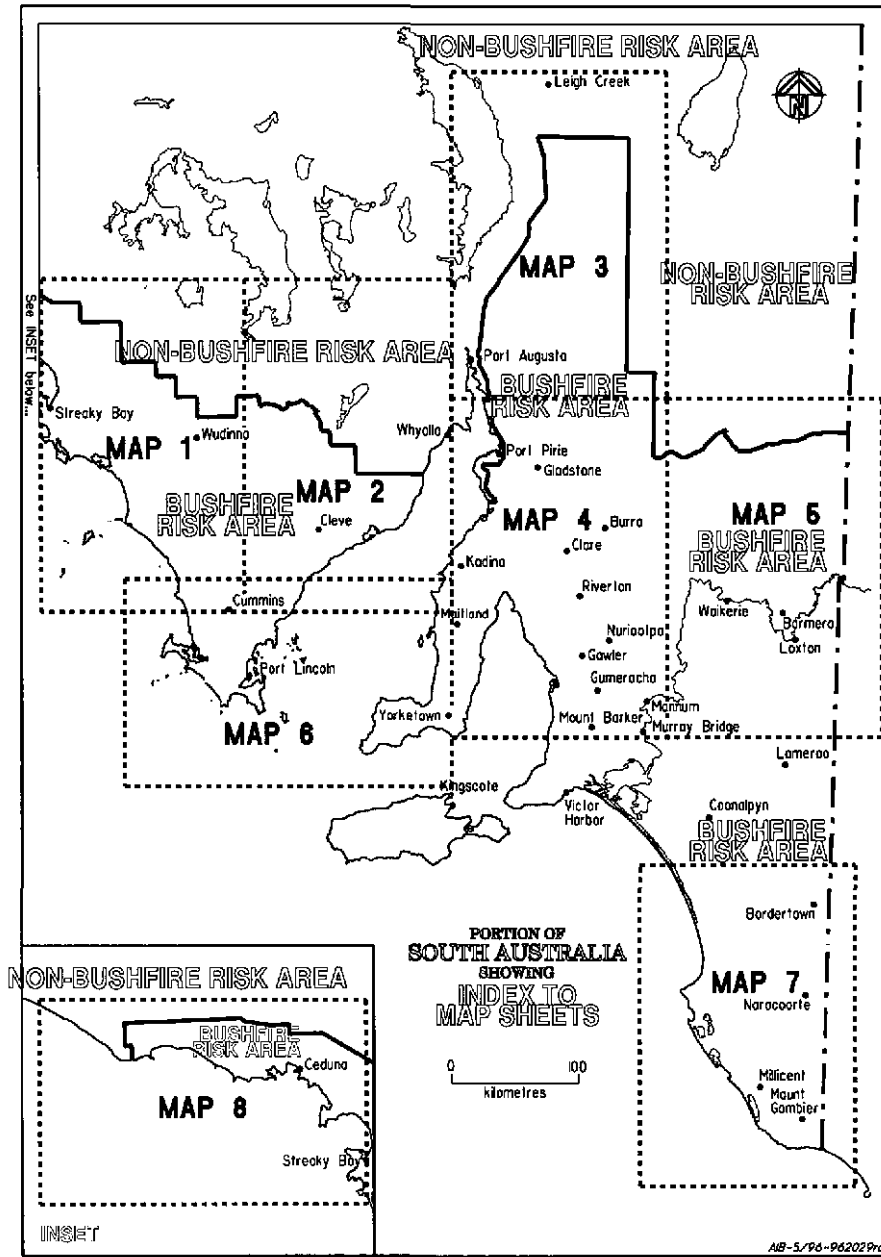 NON-BUSHFIRE RISK AREA
Leigh Creek
N
MAP 3
NON-BUSHFIRE
RISK AREA
See INSET below...
NON-BUSHFIRE RISK AREA
Port Augusta
BUSHFIRE
RISK AREA
Streaky Bay
Wudinna
MAP 1
Whyalla
Port Pirie
Gladstone
MAP 2
BUSHFIRE
RISK AREA
Cleve
MAP 4
Burra
Clare
MAP 5
BUSHFIRE
RISK AREA
Kadina
Riverton
Cummins
Maitland
Waikerie
Barmera
Loxton
Nurioolpa
Gawler
Port Lincoln
Gumeracha
Mannum
Yorketown
Mount Barker
Murray Bridge
MAP 6
Lameroo
Kingscote
Victor
Harbor
Coonalpyn
BUSHFIRE
RISK AREA
Bordertown
PORTION OF
SOUTH AUSTRALIA
SHOWING
INDEX TO
MAP SHEETS
MAP 7
Naracoorte
0 100
kilometres
Millicent
Mount
Gambier
NON-BUSHFIRE RISK AREA
BUSHFIRE
RISK AREA
Ceduna
MAP 8
Streaky Bay
INSET
AIB-5/96-962029ra